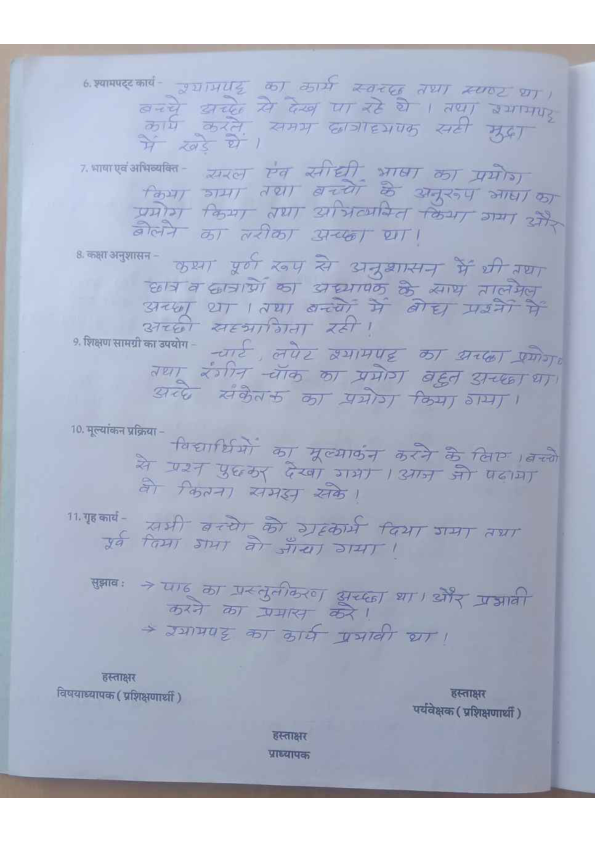 6. श्यामपट्ट कार्य - श्यामपट्ट का कार्य स्वच्छ तथा स्पष्ट था।
बच्चे अच्छे से देख पा रहे थे । तथा श्यामपट्ट
कार्य करते समय छात्राध्यपक सही मुद्रा
में खड़े थे ।
7. भाषा एवं अभिव्यक्ति - सरल एंव सीधी भाषा का प्रयोग
किया गया तथा बच्चों के अनुरूप भाषा का
प्रयोग किया तथा अभिव्यक्ति किया गया और
बोलने का तरीका अच्छा था।
8. कक्षा अनुशासन - कक्षा पूर्ण रूप से अनुशासन में थी तथा
छात्र व छात्राओं का अध्यापक के साथ तालमेल
अच्छा था । तथा बच्चों में बोध प्रश्नों में
अच्छी सहभागिता रही ।
9. शिक्षण सामग्री का उपयोग - चार्ट, लपेट श्यामपट्ट का अच्छा प्रयोग
तथा रंगीन चॉक का प्रयोग बहुत अच्छा था।
अच्छे संकेतक का प्रयोग किया गया।
10. मूल्यांकन प्रक्रिया - विद्यार्थियों का मूल्याकंन करने के लिए । बच्चो
से प्रश्न पुछकर देखा गया । आज जो पढाया
वो कितना समझ सके ।
11. गृह कार्य - सभी बच्चो को ग्रहकार्य दिया गया तथा
पूर्व दिया गया वो जाँचा गया ।
सुझाव : → पाठ का प्रस्तुतीकरण अच्छा था। और प्रभावी
करने का प्रयास करे।
→ श्यामपट्ट का कार्य प्रभावी था ।
हस्ताक्षर
विषयाध्यापक ( प्रशिक्षणार्थी )
हस्ताक्षर
पर्यवेक्षक ( प्रशिक्षणार्थी )
हस्ताक्षर
प्राध्यापक